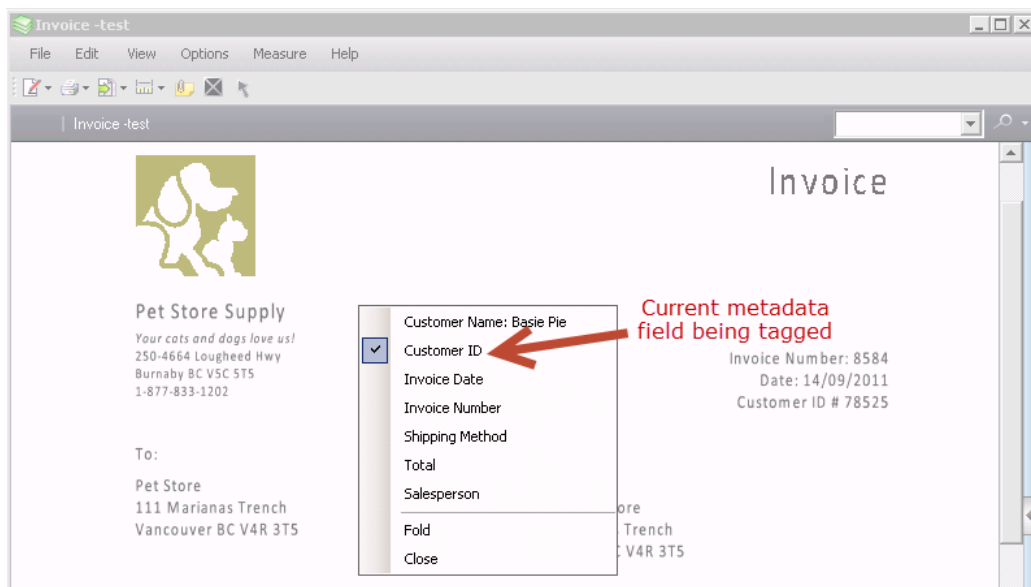 Invoice -test
File Edit View Options Measure Help
| Invoice -test
Invoice
Pet Store Supply
Your cats and dogs love us!
250-4664 Lougheed Hwy
Burnaby BC V5C 5T5
1-877-833-1202
Customer Name: Basie Pie
Customer ID
Invoice Date
Invoice Number
Shipping Method
Total
Salesperson
Fold
Close
Current metadata
field being tagged
Invoice Number: 8584
Date: 14/09/2011
Customer ID # 78525
To:
Pet Store
111 Marianas Trench
Vancouver BC V4R 3T5
ore
Trench
V4R 3T5